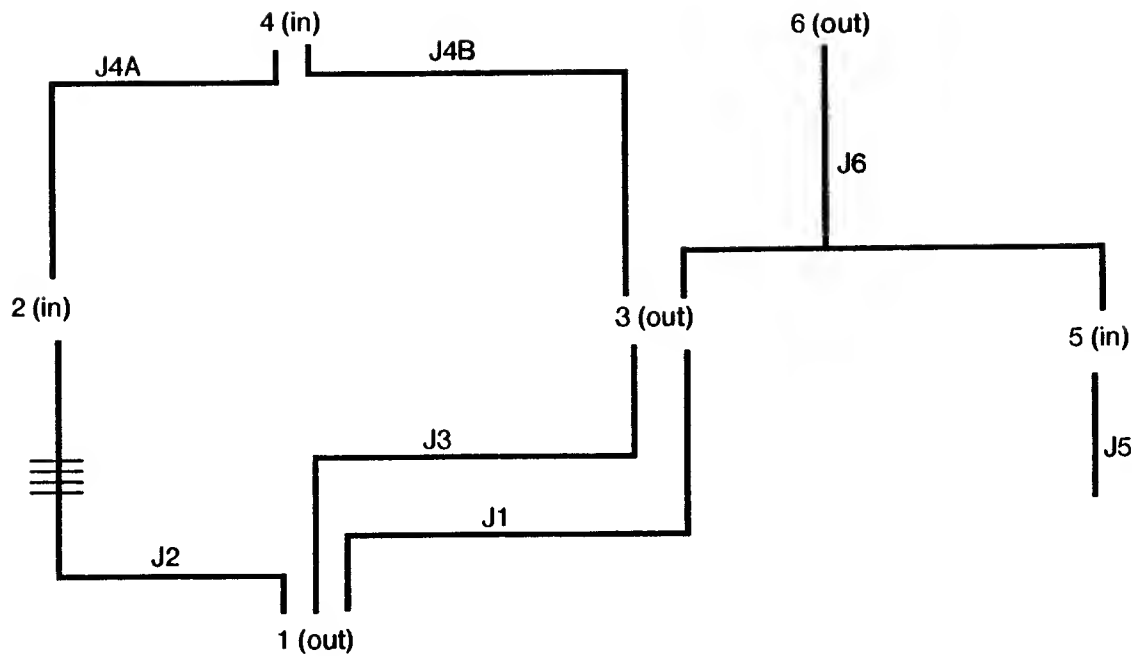 4 (in)
6 (out)
J4A
J4B
J6
2 (in)
3 (out)
5 (in)
J3
J5
J1
J2
1 (out)